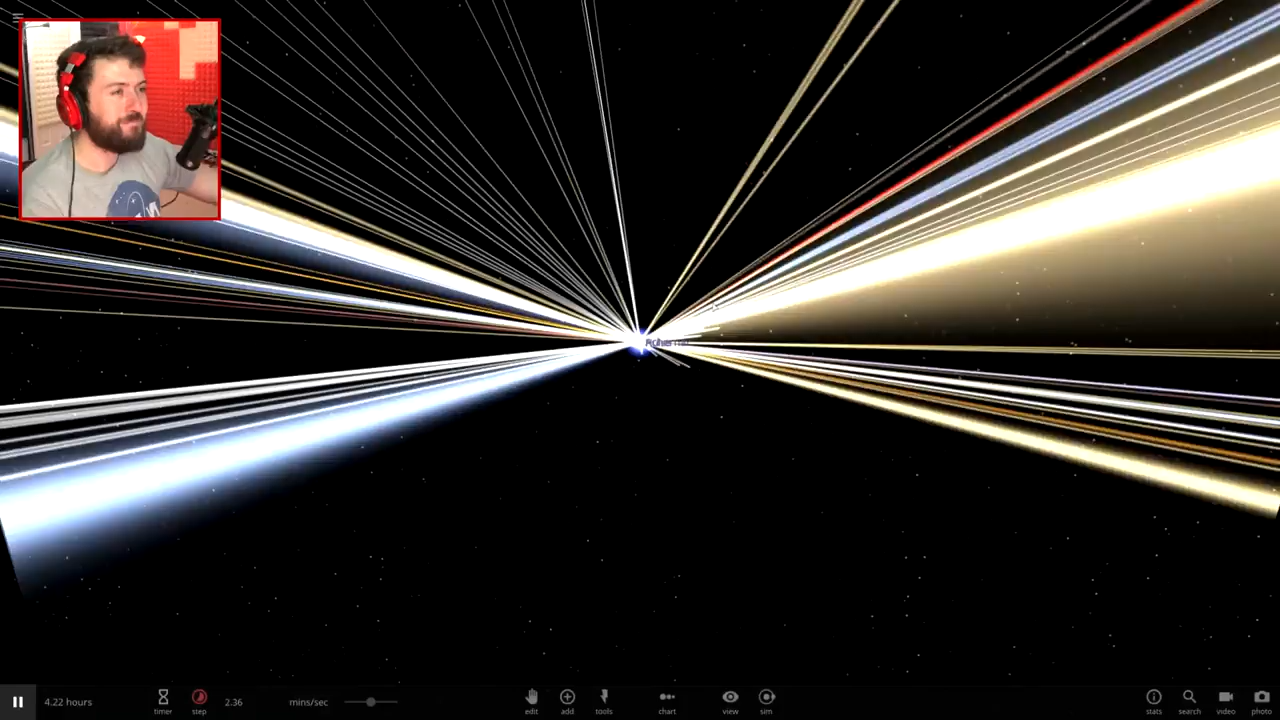 4.22 hours
timer
step
2.36
mins/sec
edit
add
tools
chart
view
sim
stats
search
video
photo